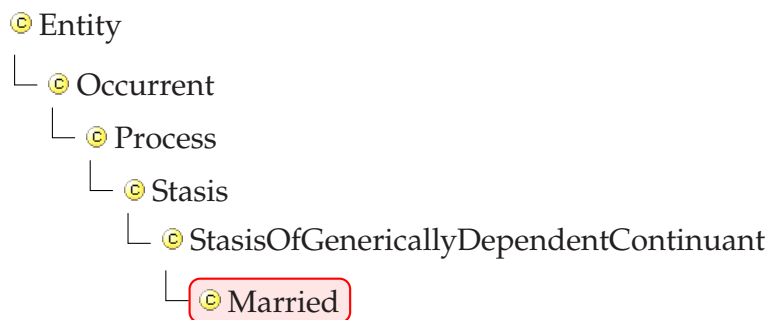 Entity
Occurrent
Process
Stasis
StasisOfGenericallyDependentContinuant
Married